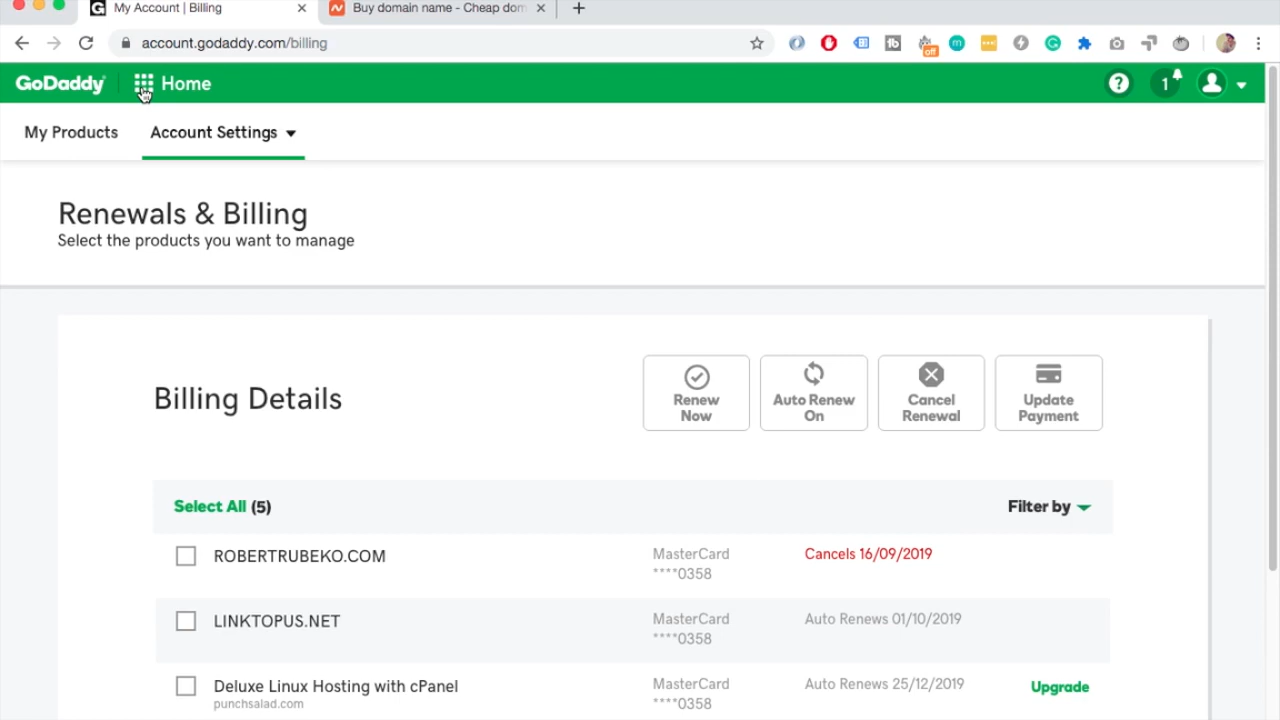 My Account | Billing
Buy domain name - Cheap dom
account.godaddy.com/billing
off
GoDaddy
Home
?
1
My Products
Account Settings
Renewals & Billing
Select the products you want to manage
Billing Details
Renew
Now
Auto Renew
On
Cancel
Renewal
Update
Payment
Select All (5)
Filter by
ROBERTRUBEKO.COM
MasterCard
****0358
Cancels 16/09/2019
LINKTOPUS.NET
MasterCard
****0358
Auto Renews 01/10/2019
Deluxe Linux Hosting with cPanel
punchsalad.com
MasterCard
****0358
Auto Renews 25/12/2019
Upgrade